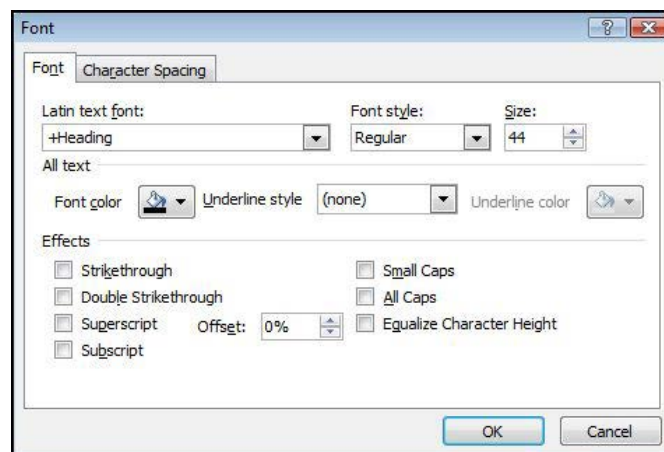 Font
Font Character Spacing
Latin text font: Font style: Size:
+Heading Regular 44
All text
Font color Underline style (none) Underline color
Effects
Strikethrough Small Caps
Double Strikethrough All Caps
Superscript Offset: 0% Equalize Character Height
Subscript
OK Cancel